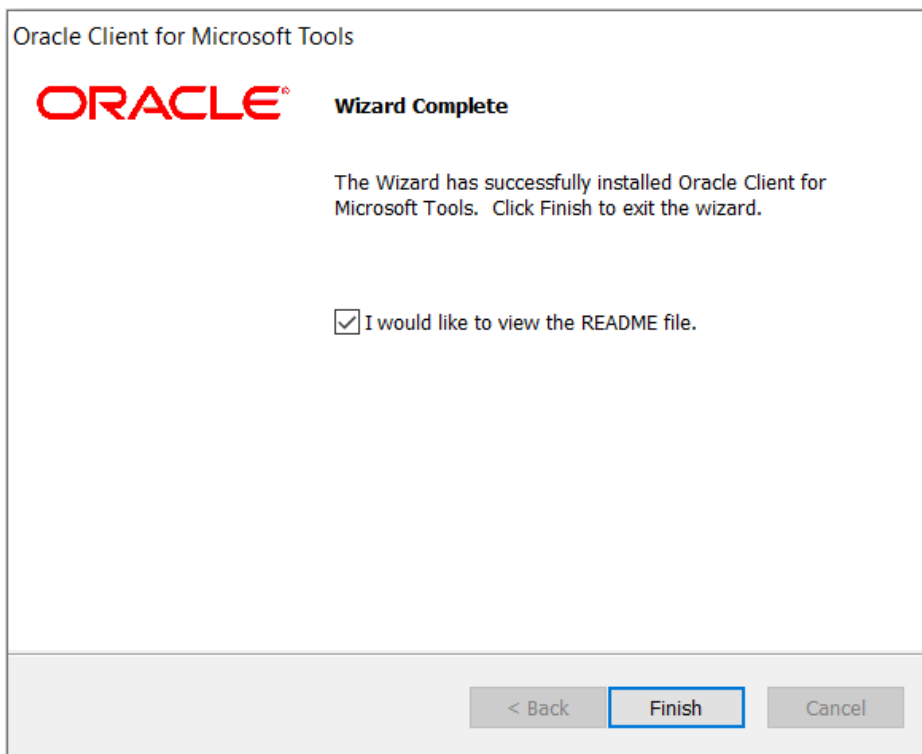 Oracle Client for Microsoft Tools
ORACLE®
Wizard Complete
The Wizard has successfully installed Oracle Client for
Microsoft Tools.  Click Finish to exit the wizard.
I would like to view the README file.
< Back
Finish
Cancel